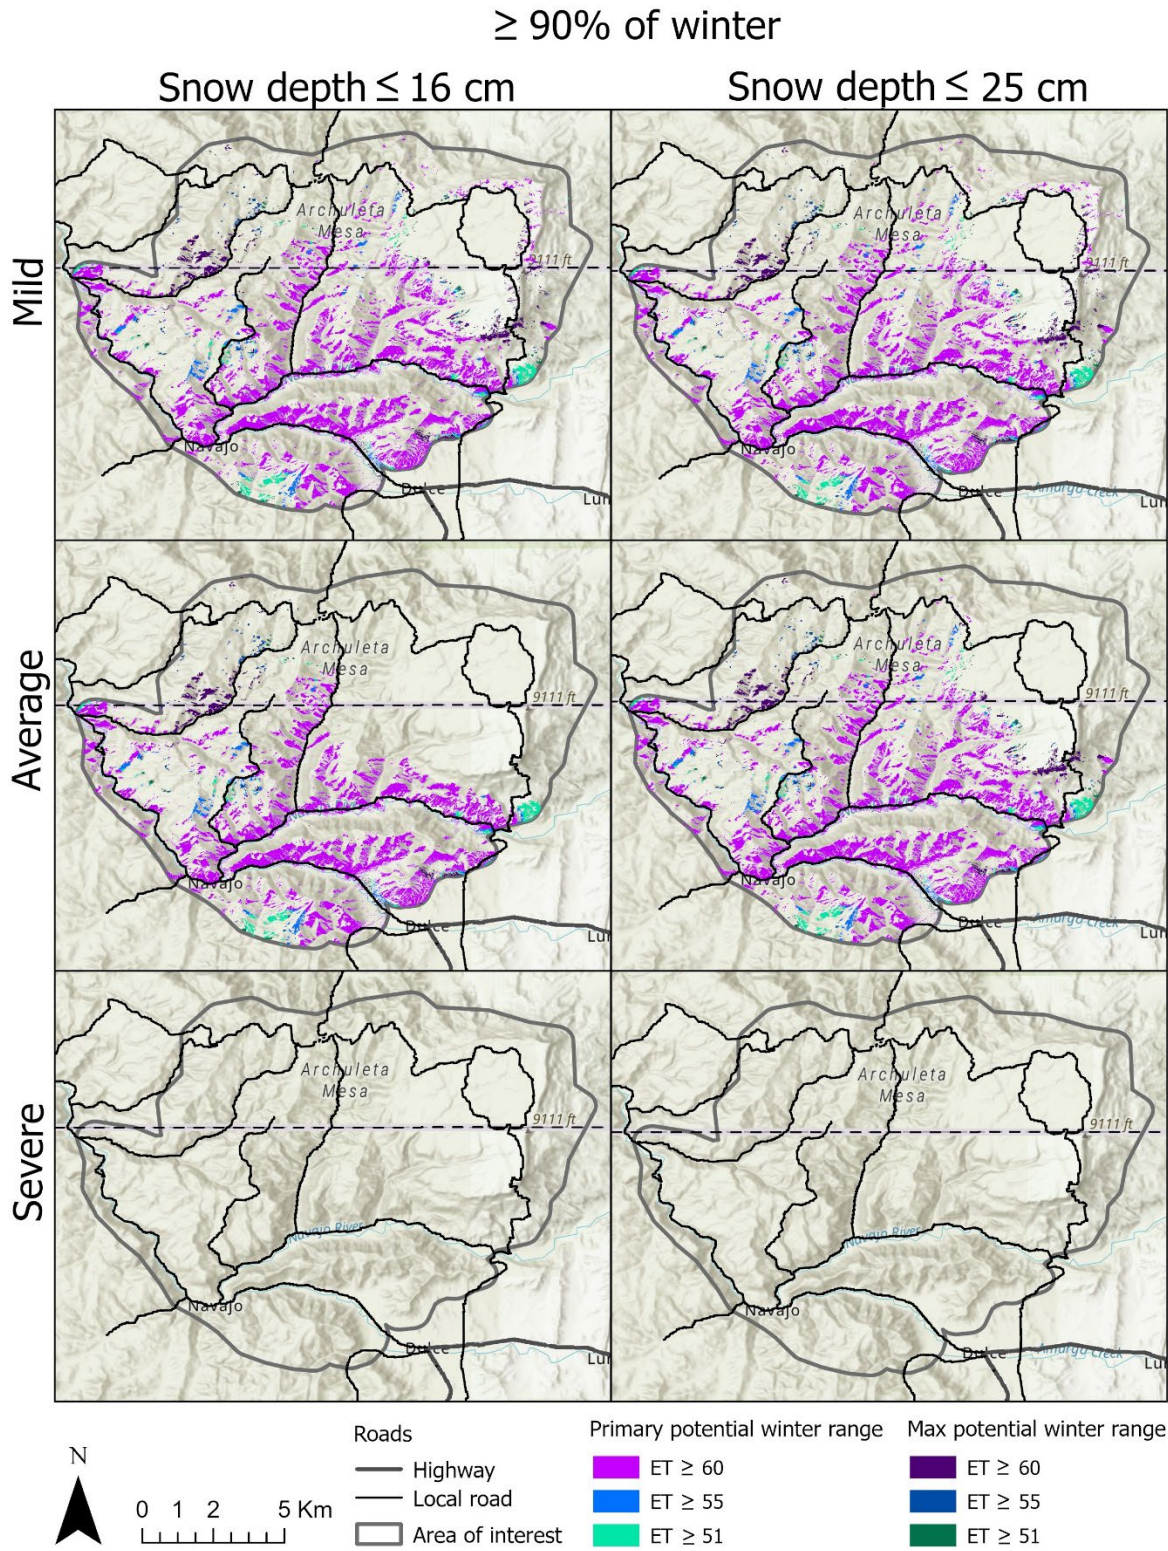 ≥ 90% of winter
Snow depth ≤ 16 cm
Snow depth ≤ 25 cm
Mild
Archuleta
Mesa
9111 ft
Navajo
Dulce
Archuleta
Mesa
9111 ft
Navajo
Dulce
Amargo Creek
Average
Archuleta
Mesa
9111 ft
Navajo
Dulce
Archuleta
Mesa
9111 ft
Navajo
Dulce
Amargo Creek
Severe
Archuleta
Mesa
9111 ft
Navajo River
Navajo
Dulce
Archuleta
Mesa
9111 ft
Navajo River
Navajo
Dulce
Amargo Creek
N
0 1 2 5 Km
Roads
Highway
Local road
Area of interest
Primary potential winter range
ET ≥ 60
ET ≥ 55
ET ≥ 51
Max potential winter range
ET ≥ 60
ET ≥ 55
ET ≥ 51